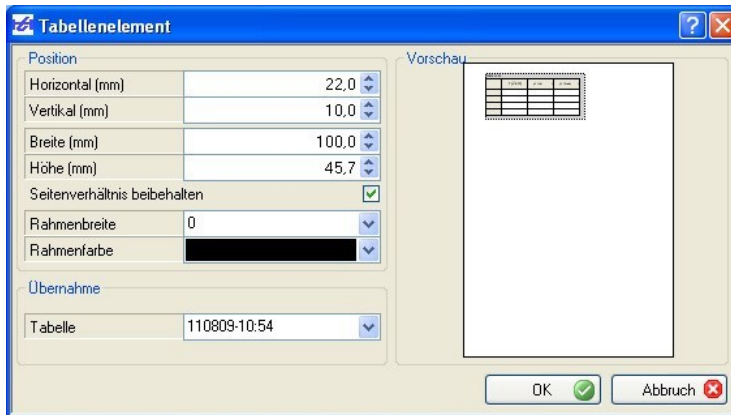 Tabellenelement
Position
Horizontal (mm) 22,0
Vertikal (mm) 10,0
Breite (mm) 100,0
Höhe (mm) 45,7
Seitenverhältnis beibehalten
Rahmenbreite 0
Rahmenfarbe
Übernahme
Tabelle 110809-10:54
Vorschau
OK Abbruch